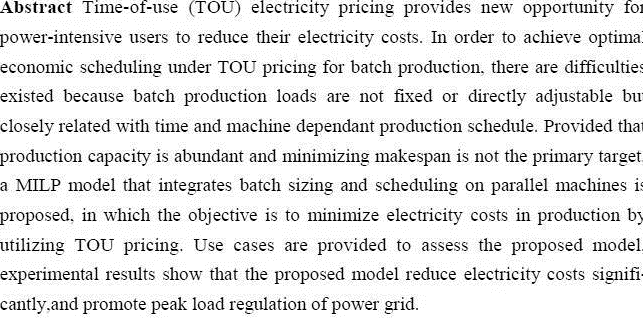 Abstract Time-of-use (TOU) electricity pricing provides new opportunity for
power-intensive users to reduce their electricity costs. In order to achieve optimal
economic scheduling under TOU pricing for batch production, there are difficulties
existed because batch production loads are not fixed or directly adjustable but
closely related with time and machine dependant production schedule. Provided that
production capacity is abundant and minimizing makespan is not the primary target,
a MILP model that integrates batch sizing and scheduling on parallel machines is
proposed, in which the objective is to minimize electricity costs in production by
utilizing TOU pricing. Use cases are provided to assess the proposed model,
experimental results show that the proposed model reduce electricity costs signifi-
cantly,and promote peak load regulation of power grid.